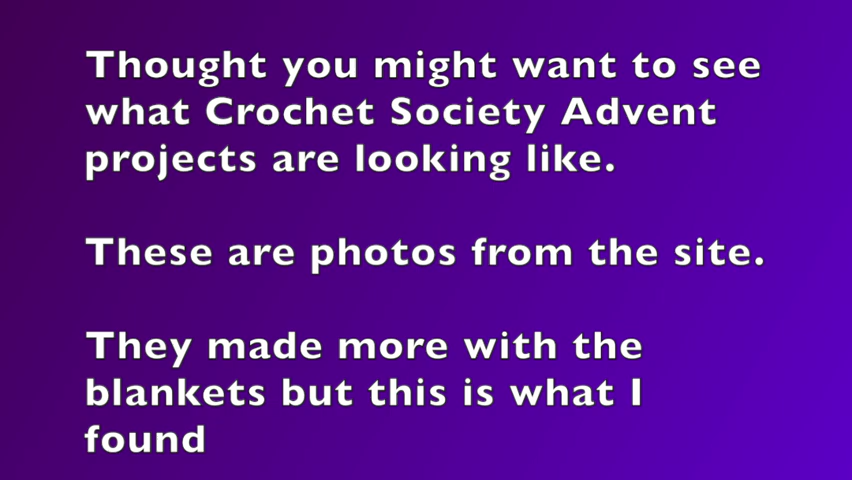 Thought you might want to see
what Crochet Society Advent
projects are looking like.
These are photos from the site.
They made more with the
blankets but this is what I
found